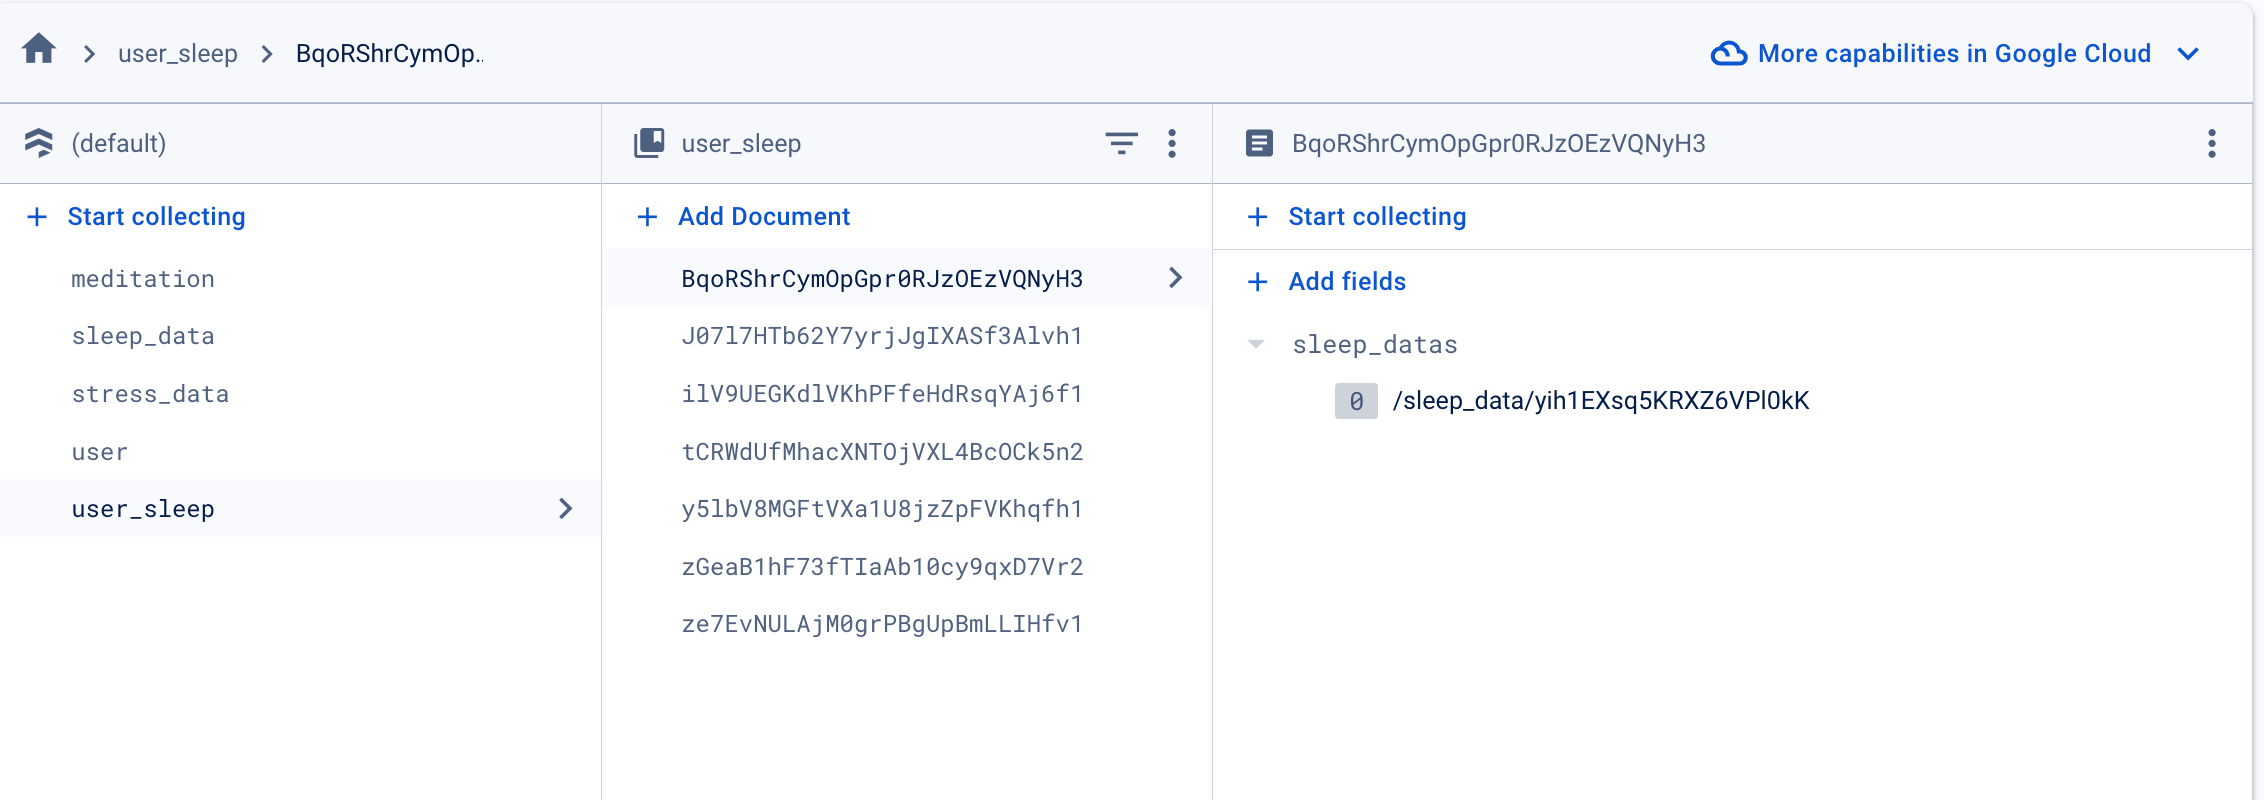 user_sleep BqoRShrCymOp..
More capabilities in Google Cloud
(default)
user_sleep
BqoRShrCymOpGpr0RJzOEzVQNyH3
+ Start collecting
meditation
sleep_data
stress_data
user
user_sleep
+ Add Document
BqoRShrCymOpGpr0RJzOEzVQNyH3
J07l7HTb62Y7yrjJgIXASf3Alvh1
ilV9UEGKdlVKhPFfeHdRsqYAj6f1
tCRWdUfMhacXNTOjVXL4BcOCk5n2
y5lbV8MGFtVXa1U8jzZpFVKhqfh1
zGeaB1hF73fTIaAb10cy9qxD7Vr2
ze7EvNULAjM0grPBgUpBmLLIHfv1
+ Start collecting
+ Add fields
sleep_datas
0 /sleep_data/yih1EXsq5KRXZ6VPl0kK